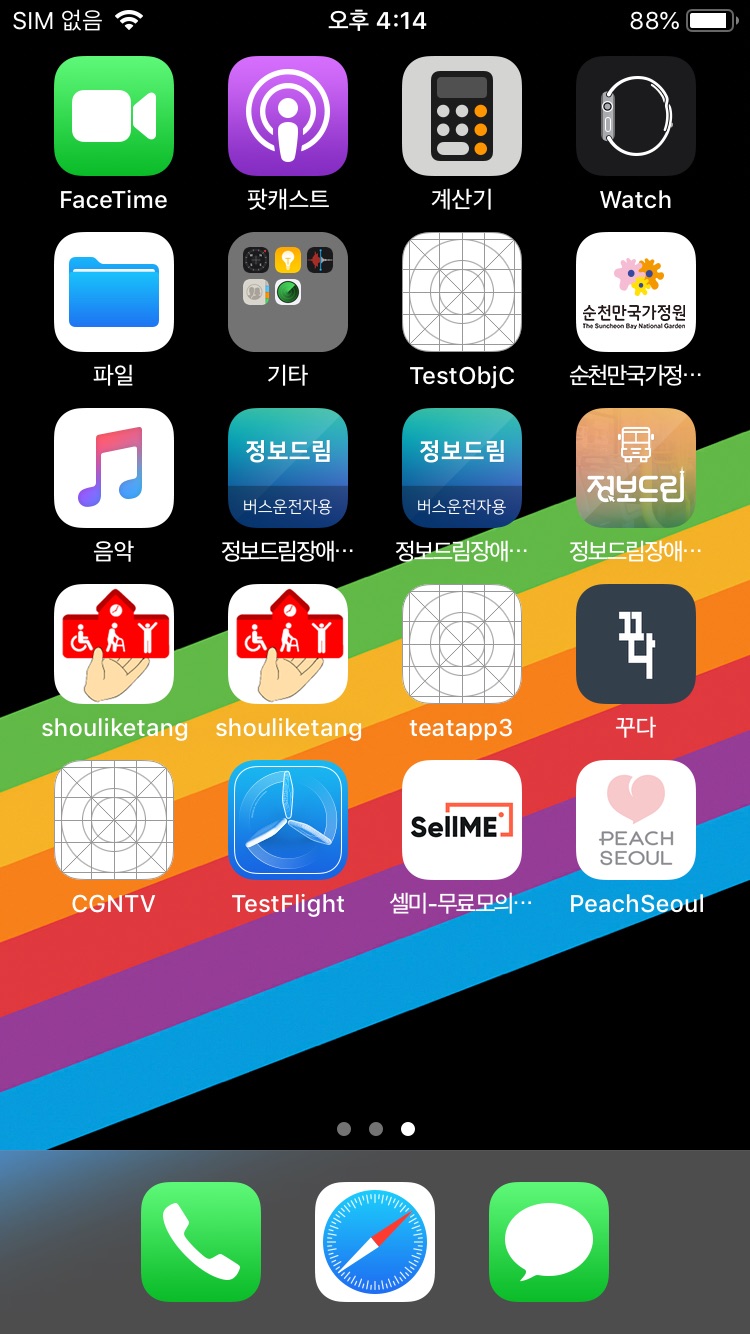 SIM 없음 오후 4:14 88%
FaceTime 팟캐스트 계산기 Watch
순천만국가정원
The Suncheon Bay National Garden
파일 기타 TestObjC 순천만국가정…
정보드림 정보드림 정보드림
버스운전자용 버스운전자용
음악 정보드림장애… 정보드림장애… 정보드림장애…
꾸다
shouliketang shouliketang teatapp3 꾸다
SellME
PEACH
SEOUL
CGNTV TestFlight 셀미-무료모의… PeachSeoul